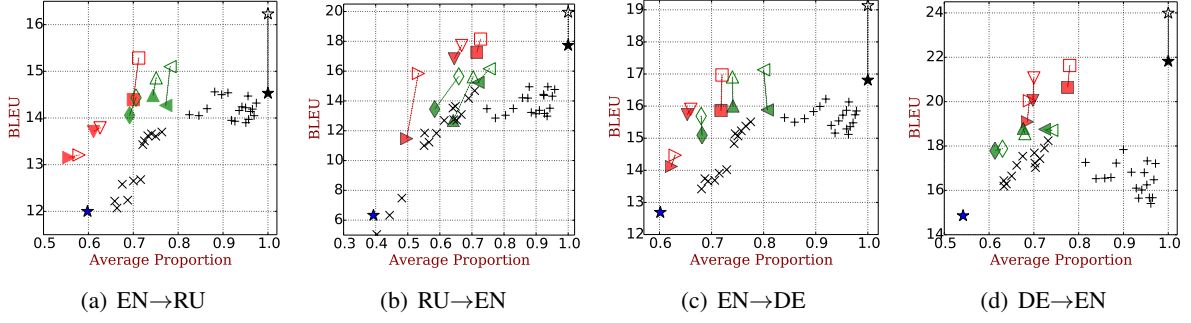 16
15
14
13
12
BLEU
0.5 0.6 0.7 0.8 0.9 1.0
Average Proportion
(a) EN→RU
20
18
16
14
12
10
8
6
BLEU
0.3 0.4 0.5 0.6 0.7 0.8 0.9 1.0
Average Proportion
(b) RU→EN
19
18
17
16
15
14
13
12
BLEU
0.6 0.7 0.8 0.9 1.0
Average Proportion
(c) EN→DE
24
22
20
18
16
14
BLEU
0.5 0.6 0.7 0.8 0.9 1.0
Average Proportion
(d) DE→EN